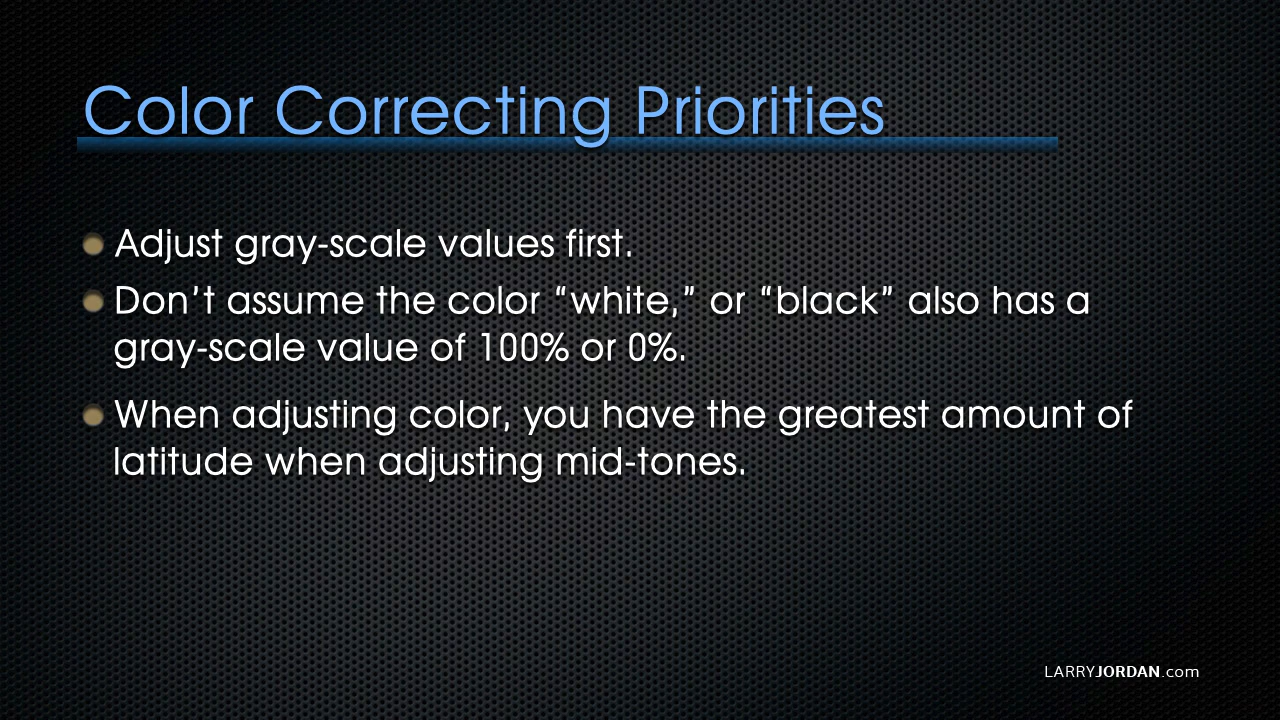 Color Correcting Priorities
Adjust gray-scale values first.
Don’t assume the color “white,” or “black” also has a
gray-scale value of 100% or 0%.
When adjusting color, you have the greatest amount of
latitude when adjusting mid-tones.
LARRYJORDAN.com